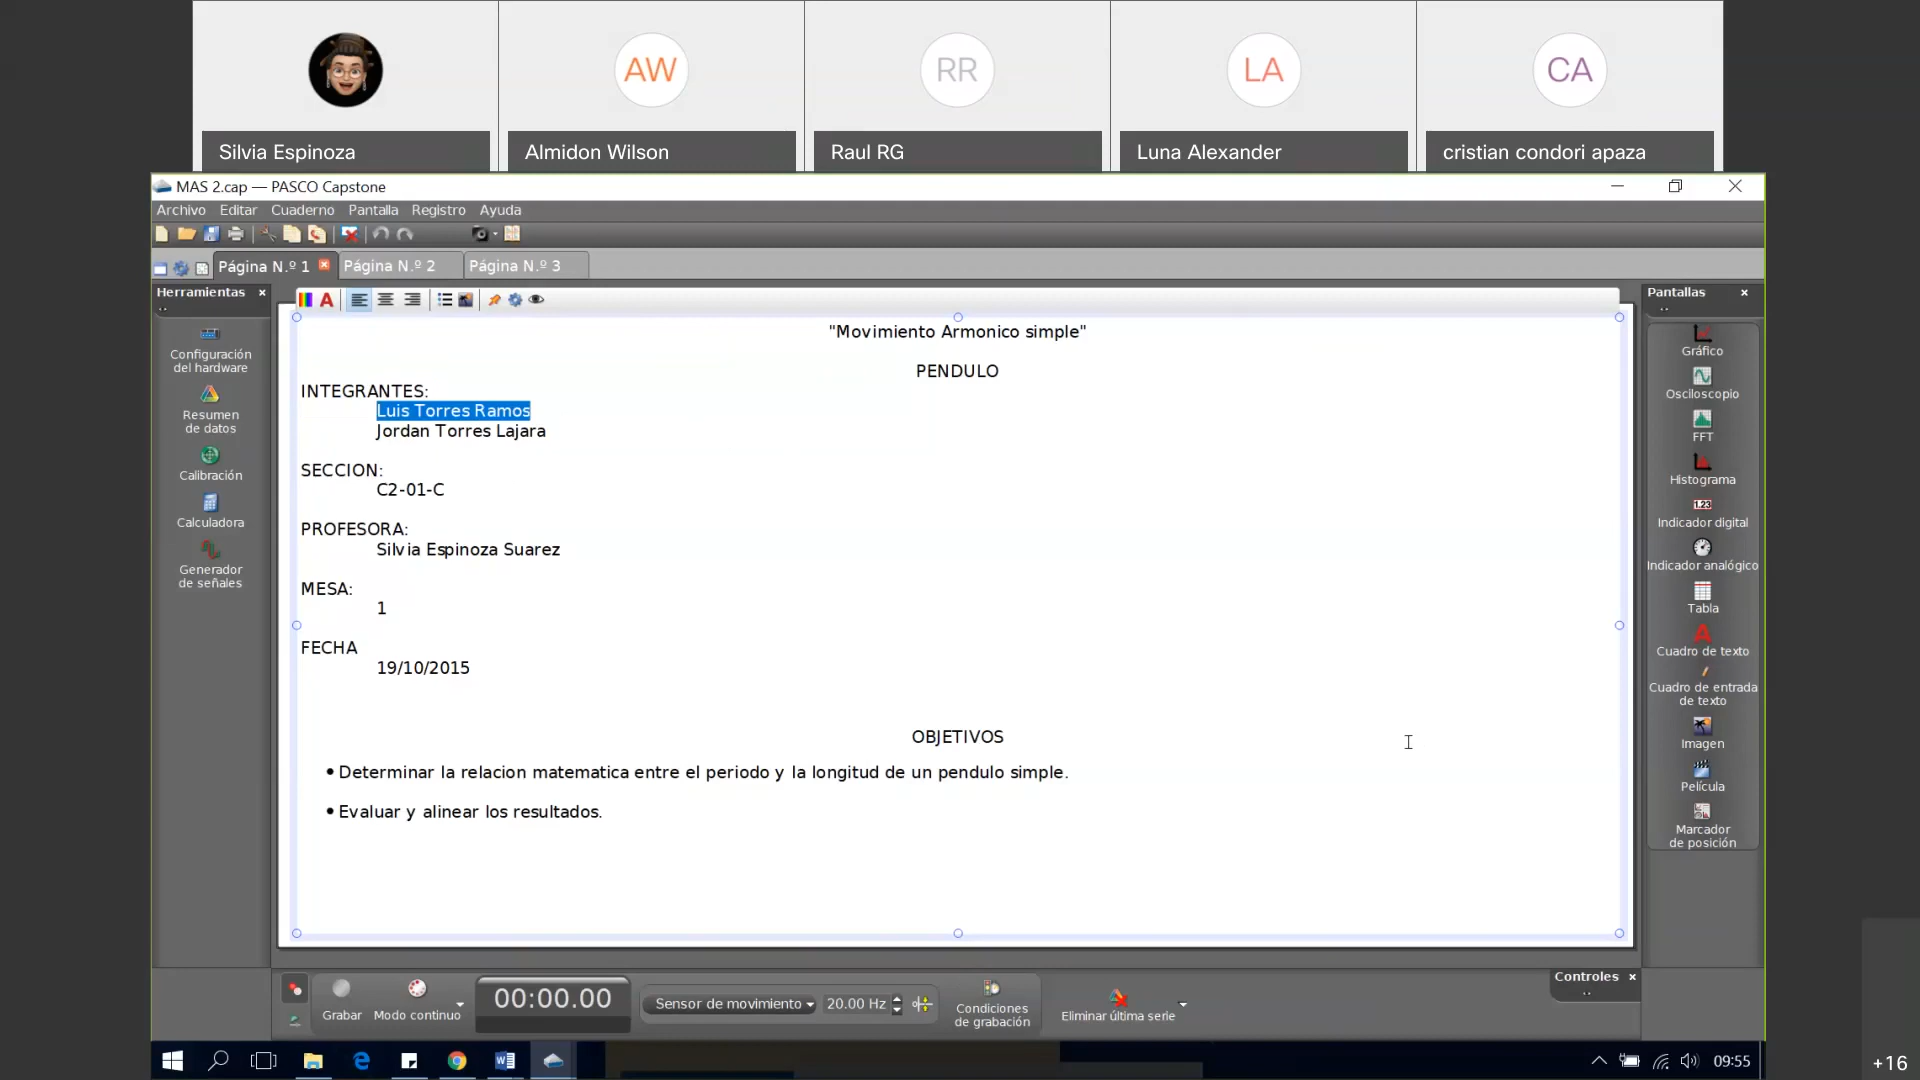 AW
RR
LA
CA
Silvia Espinoza
Almidon Wilson
Raul RG
Luna Alexander
cristian condori apaza
MAS 2.cap — PASCO Capstone
Archivo Editar Cuaderno Pantalla Registro Ayuda
Página N.º 1
Página N.º 2
Página N.º 3
Herramientas
Configuración
del hardware
Resumen
de datos
Calibración
Calculadora
Generador
de señales
"Movimiento Armonico simple"
PENDULO
INTEGRANTES:
Luis Torres Ramos
Jordan Torres Lajara
SECCION:
C2-01-C
PROFESORA:
Silvia Espinoza Suarez
MESA:
1
FECHA
19/10/2015
OBJETIVOS
• Determinar la relacion matematica entre el periodo y la longitud de un pendulo simple.
• Evaluar y alinear los resultados.
Pantallas
Gráfico
Osciloscopio
FFT
Histograma
1.23
Indicador digital
Indicador analógico
Tabla
Cuadro de texto
Cuadro de entrada
de texto
Imagen
Película
Marcador
de posición
Grabar
Modo continuo
00:00.00
Sensor de movimiento
20.00 Hz
Condiciones
de grabación
Eliminar última serie
Controles
09:55
+16